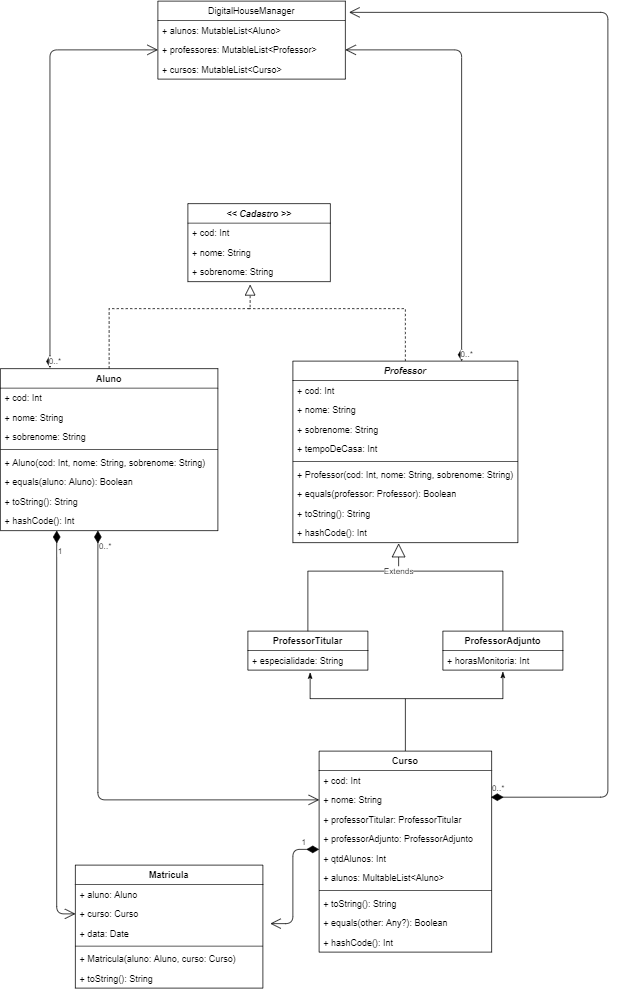 DigitalHouseManager
+ alunos: MutableList<Aluno>
+ professores: MutableList<Professor>
+ cursos: MutableList<Curso>
<< Cadastro >>
+ cod: Int
+ nome: String
+ sobrenome: String
0..*
0..*
Aluno
+ cod: Int
+ nome: String
+ sobrenome: String
+ Aluno(cod: Int, nome: String, sobrenome: String)
+ equals(aluno: Aluno): Boolean
+ toString(): String
+ hashCode(): Int
Professor
+ cod: Int
+ nome: String
+ sobrenome: String
+ tempoDeCasa: Int
+ Professor(cod: Int, nome: String, sobrenome: String)
+ equals(professor: Professor): Boolean
+ toString(): String
+ hashCode(): Int
1
0..*
Extends
ProfessorTitular
+ especialidade: String
ProfessorAdjunto
+ horasMonitoria: Int
Curso
+ cod: Int
+ nome: String
+ professorTitular: ProfessorTitular
+ professorAdjunto: ProfessorAdjunto
+ qtdAlunos: Int
+ alunos: MultableList<Aluno>
+ toString(): String
+ equals(other: Any?): Boolean
+ hashCode(): Int
0..*
1
Matricula
+ aluno: Aluno
+ curso: Curso
+ data: Date
+ Matricula(aluno: Aluno, curso: Curso)
+ toString(): String